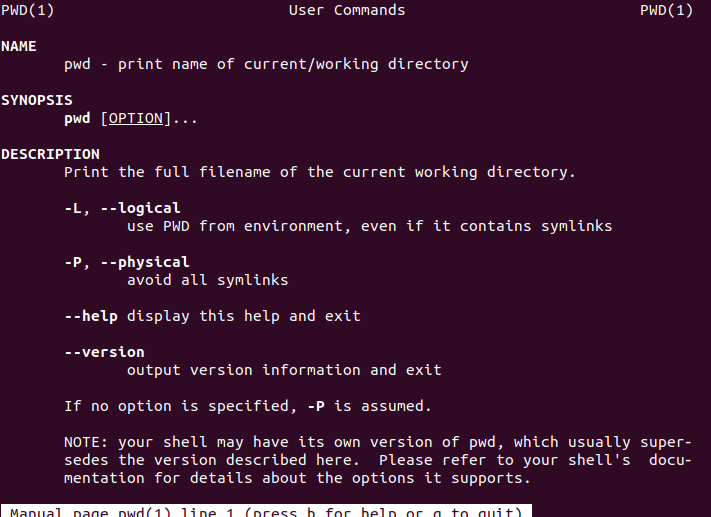 PWD(1) User Commands PWD(1)
NAME
pwd - print name of current/working directory
SYNOPSIS
pwd [OPTION]...
DESCRIPTION
Print the full filename of the current working directory.
-L, --logical
use PWD from environment, even if it contains symlinks
-P, --physical
avoid all symlinks
--help display this help and exit
--version
output version information and exit
If no option is specified, -P is assumed.
NOTE: your shell may have its own version of pwd, which usually super-
sedes the version described here.  Please refer to your shell's  docu-
mentation for details about the options it supports.
Manual page pwd(1) line 1 (press h for help or q to quit)